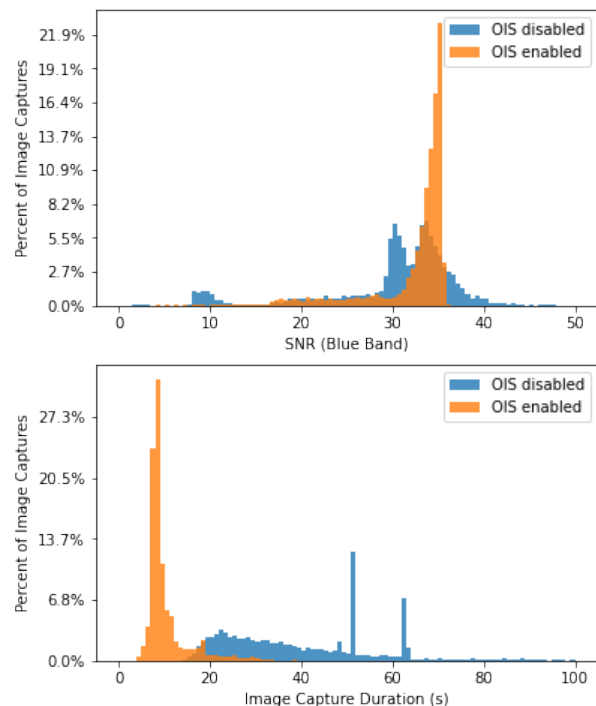 OIS disabled
OIS enabled
Percent of Image Captures
21.9%
19.1%
16.4%
13.7%
10.9%
8.2%
5.5%
2.7%
0.0%
0 10 20 30 40 50
SNR (Blue Band)
OIS disabled
OIS enabled
Percent of Image Captures
27.3%
20.5%
13.7%
6.8%
0.0%
0 20 40 60 80 100
Image Capture Duration (s)